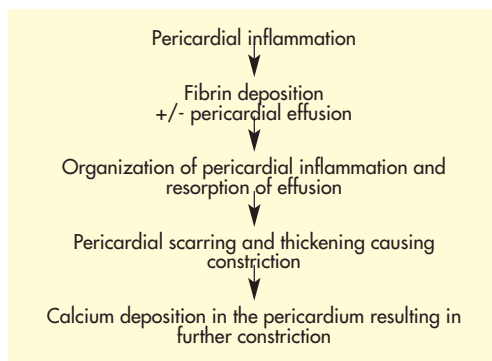 Pericardial inflammation
Fibrin deposition
+/- pericardial effusion
Organization of pericardial inflammation and
resorption of effusion
Pericardial scarring and thickening causing
constriction
Calcium deposition in the pericardium resulting in
further constriction